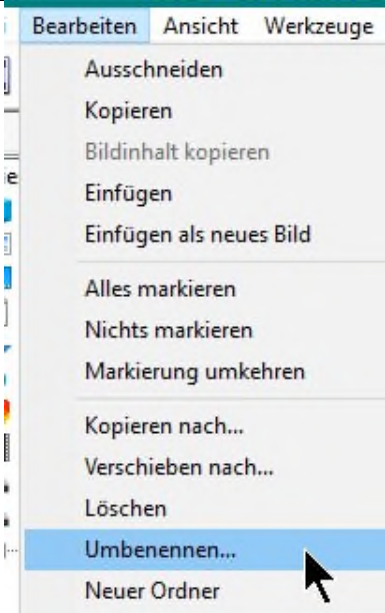 Bearbeiten Ansicht Werkzeuge
Ausschneiden
Kopieren
Bildinhalt kopieren
Einfügen
Einfügen als neues Bild
Alles markieren
Nichts markieren
Markierung umkehren
Kopieren nach...
Verschieben nach...
Löschen
Umbenennen...
Neuer Ordner